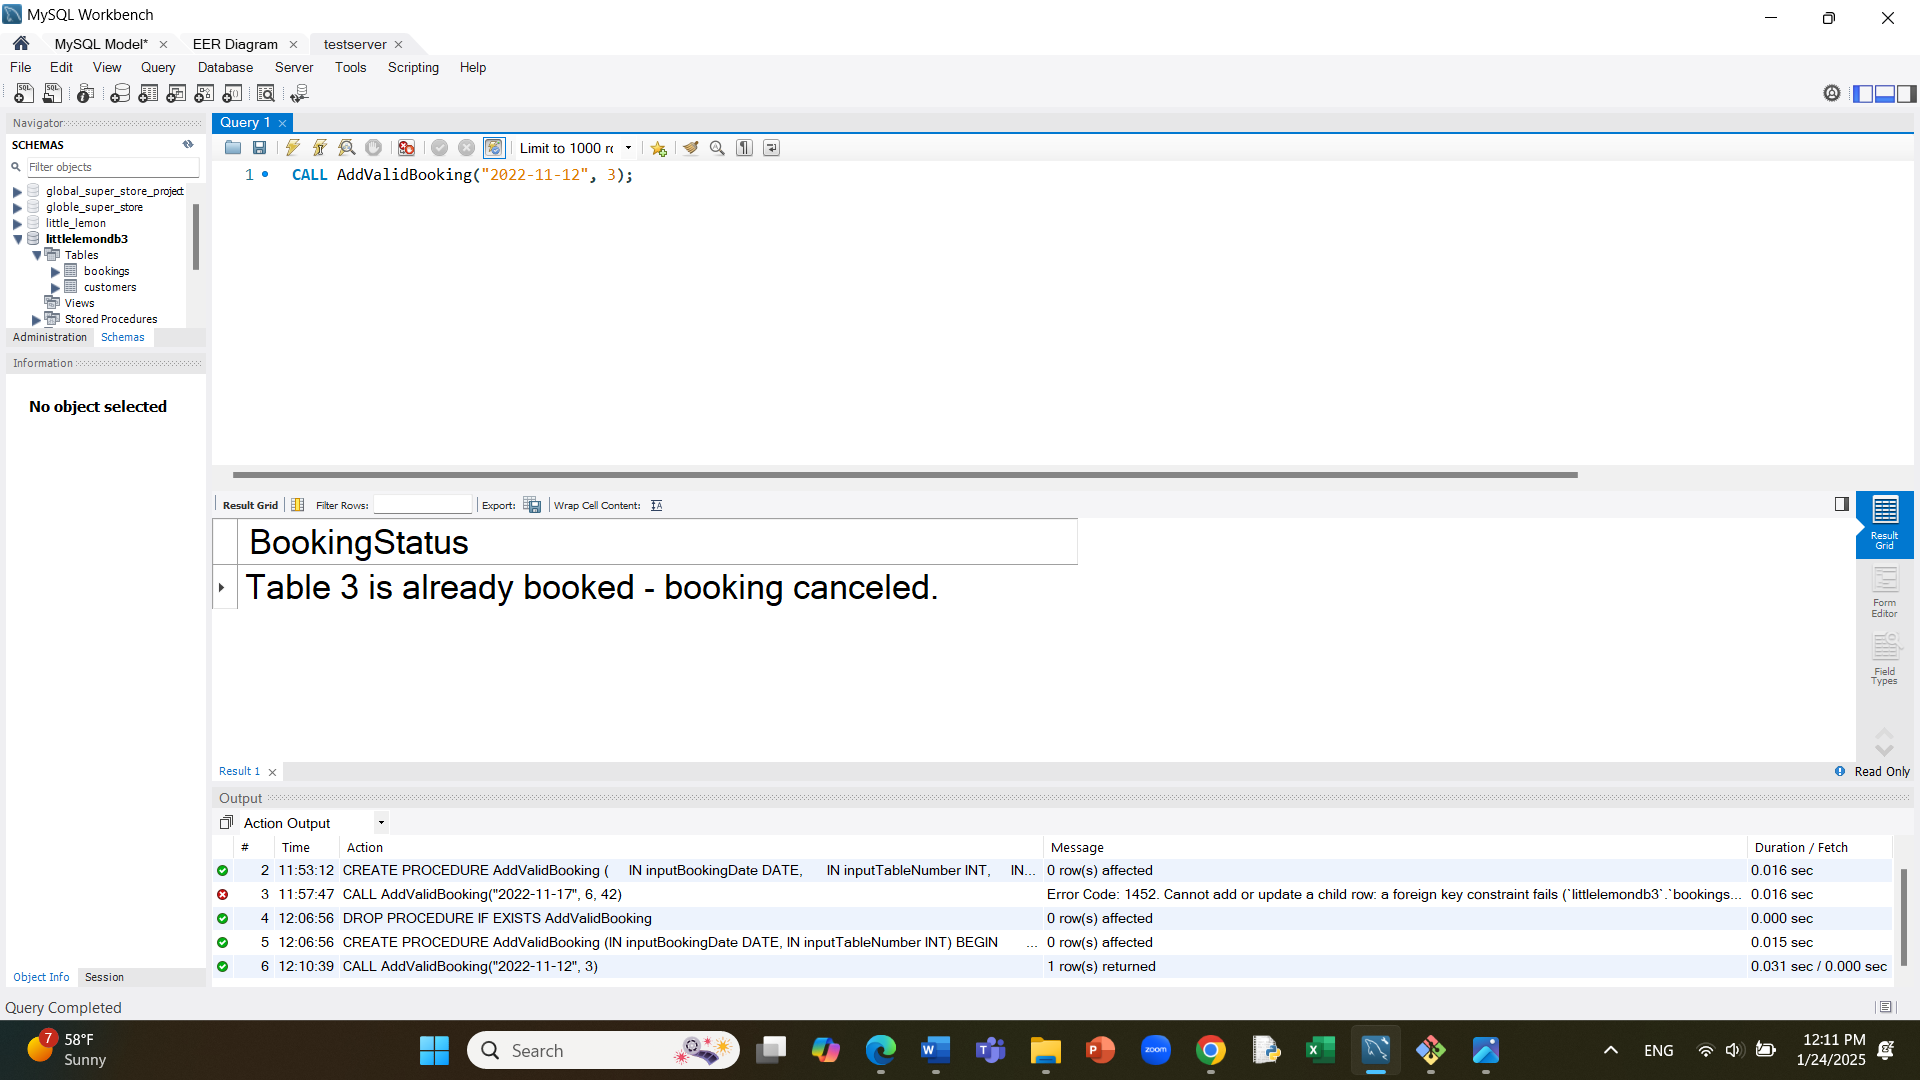 MySQL Workbench
MySQL Model* EER Diagram testserver
File Edit View Query Database Server Tools Scripting Help
Navigator
SCHEMAS
Filter objects
global_super_store_project
globle_super_store
little_lemon
littlelemondb3
Tables
bookings
customers
Views
Stored Procedures
Administration Schemas
Information
No object selected
Object Info Session
Query 1
Limit to 1000 r
1 CALL AddValidBooking("2022-11-12", 3);
Result Grid Filter Rows: Export: Wrap Cell Content:
BookingStatus
Table 3 is already booked - booking canceled.
Result Grid
Form Editor
Field Types
Result 1 Read Only
Output
Action Output
# Time Action Message Duration / Fetch
2 11:53:12 CREATE PROCEDURE AddValidBooking ( IN inputBookingDate DATE, IN inputTableNumber INT, IN... 0 row(s) affected 0.016 sec
3 11:57:47 CALL AddValidBooking("2022-11-17", 6, 42) Error Code: 1452. Cannot add or update a child row: a foreign key constraint fails (`littlelemondb3`.`bookings... 0.016 sec
4 12:06:56 DROP PROCEDURE IF EXISTS AddValidBooking 0 row(s) affected 0.000 sec
5 12:06:56 CREATE PROCEDURE AddValidBooking (IN inputBookingDate DATE, IN inputTableNumber INT) BEGIN ... 0 row(s) affected 0.015 sec
6 12:10:39 CALL AddValidBooking("2022-11-12", 3) 1 row(s) returned 0.031 sec / 0.000 sec
Query Completed
7 58°F
Sunny
Search
zoom
ENG
12:11 PM
1/24/2025